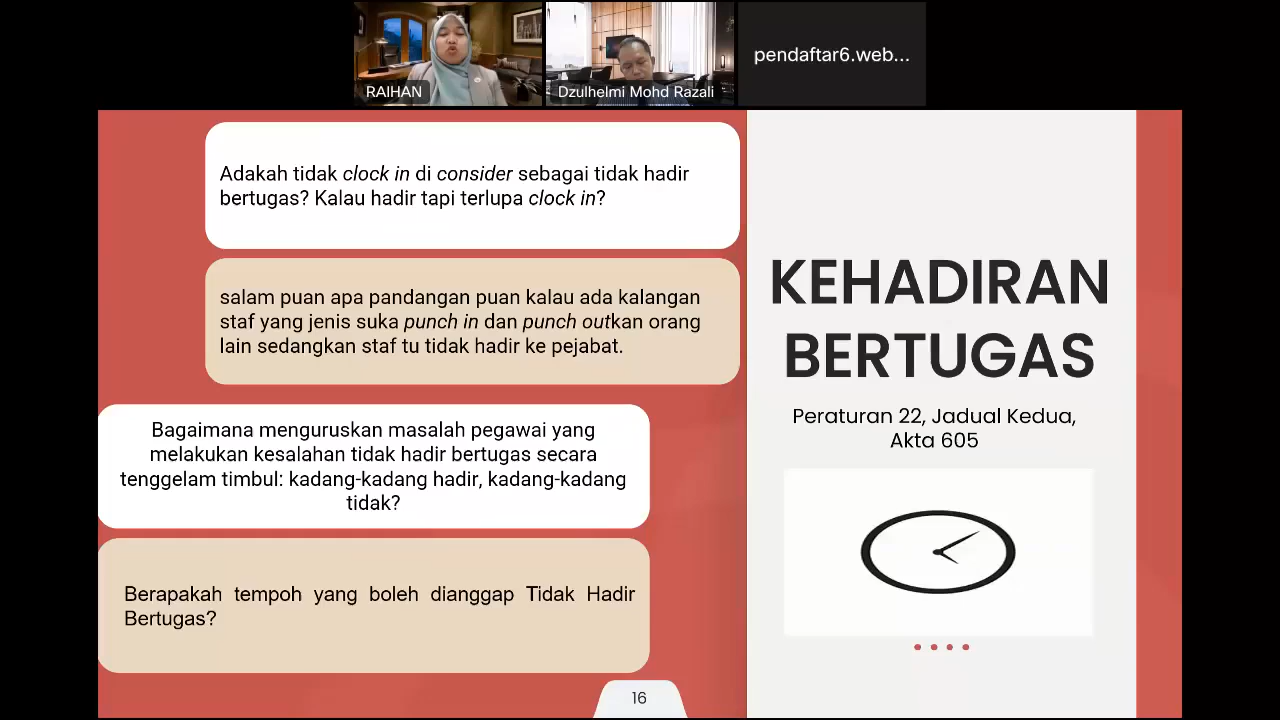 RAIHAN
Dzulhelmi Mohd Razali
pendaftar6.web...
Adakah tidak clock in di consider sebagai tidak hadir
bertugas? Kalau hadir tapi terlupa clock in?
salam puan apa pandangan puan kalau ada kalangan
staf yang jenis suka punch in dan punch outkan orang
lain sedangkan staf tu tidak hadir ke pejabat.
Bagaimana menguruskan masalah pegawai yang
melakukan kesalahan tidak hadir bertugas secara
tenggelam timbul: kadang-kadang hadir, kadang-kadang
tidak?
Berapakah tempoh yang boleh dianggap Tidak Hadir
Bertugas?
16
KEHADIRAN
BERTUGAS
Peraturan 22, Jadual Kedua,
Akta 605